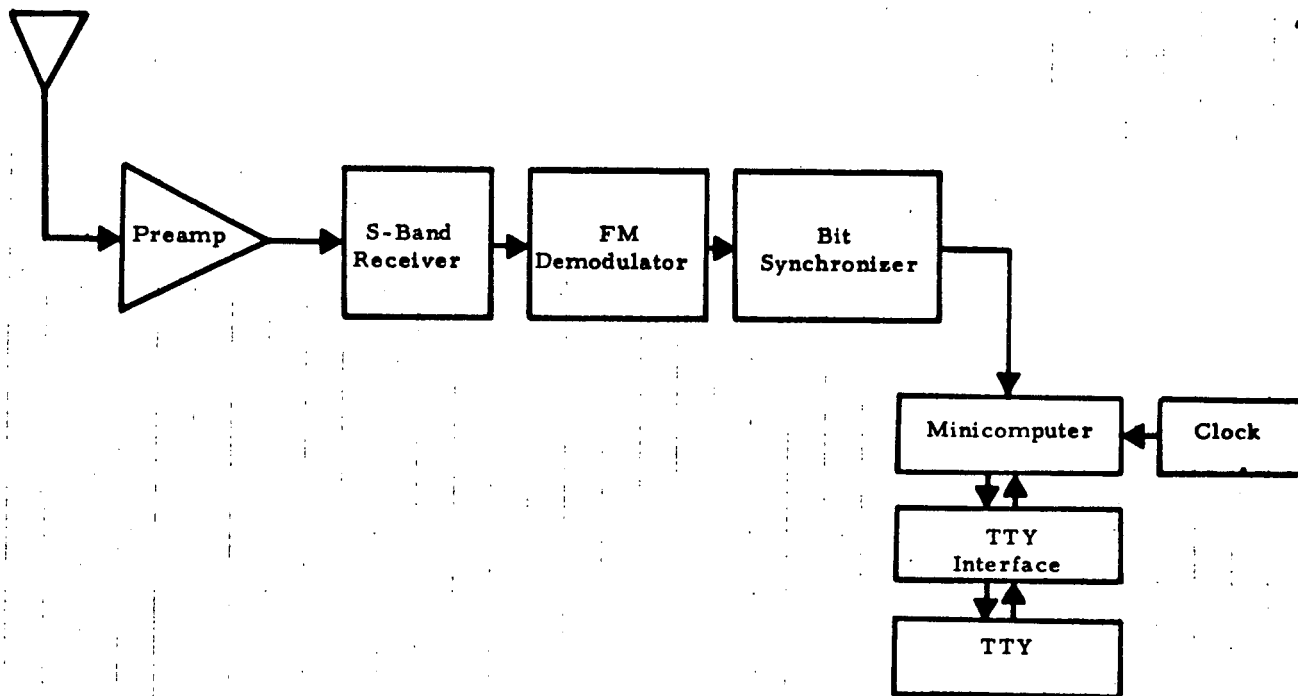 Preamp
S-Band
Receiver
FM
Demodulator
Bit
Synchronizer
Minicomputer
Clock
TTY
Interface
TTY